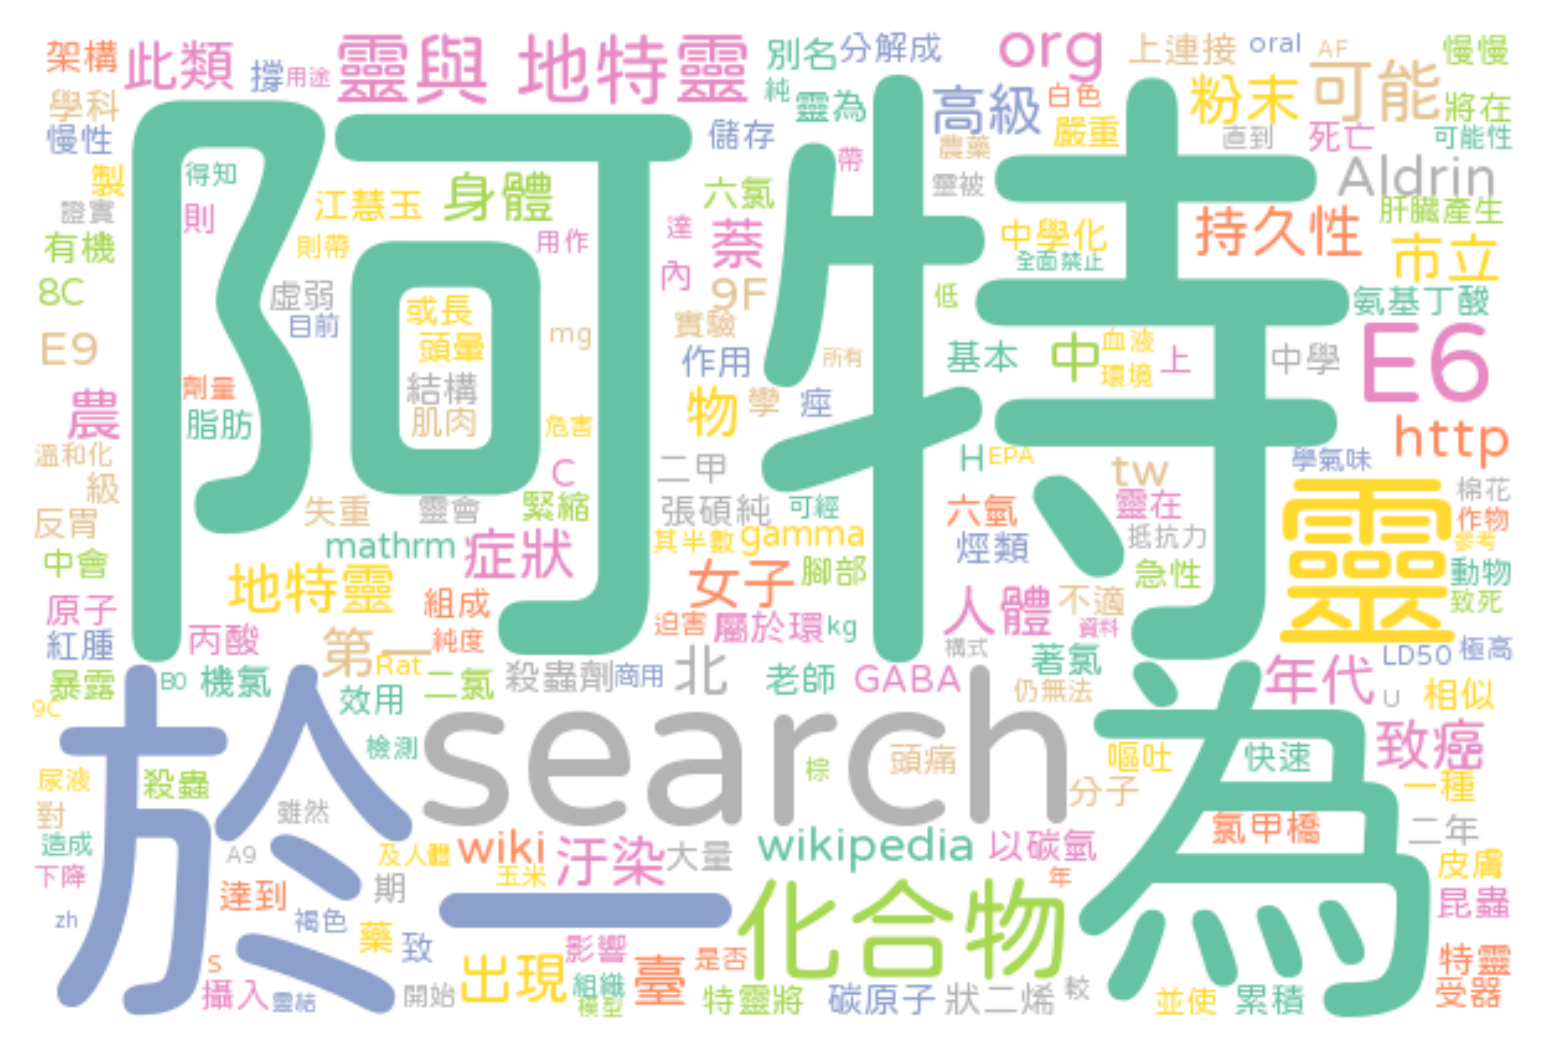 架構 此類 撐 用途 靈與 地特靈 別名 分解成 org 上連接 oral AF 慢慢
學科 純 靈為 高級 白色 粉末 可能 將在
慢性 儲存 農藥 嚴重 直到 死亡 可能性
製 得知 江慧玉 身體 六氯 帶 靈被 Aldrin
證實 則 達 萘 持久性 肝臟產生
有機 則帶 用作 內 中學化 全面禁止 市立
8C 虛弱 或長 9F 低 氨基丁酸
目前 頭暈 mg 實驗
E9 結構 作用 所有 基本 中 血液 環境 上 中學 E6
劑量 肌肉 物 攣 痙
農 脂肪 危害 http
阿特
溫和化 級 C 二甲 H EPA tw 學氣味 棉花
反胃 失重 靈會 緊縮 張碩純 可經 六氫 靈在 抵抗力 靈 作物 參考
中會 mathrm 症狀 其半數 gamma 烴類 急性 動物
地特靈 女子 腳部 致死
原子 丙酸 組成 迫害 屬於環 kg 人體 不適 資料
紅腫 第一 純度 構式 著氯 LD50 極高
暴露 B0 機氯 Rat 二氯 殺蟲劑 商用 北 老師 GABA 仍無法 年代 U 相似
9C 效用
於一 search 為
檢測 棕 頭痛 嘔吐 快速 致癌
尿液 殺蟲 分子 一種
對 雖然 氯甲橋 二年
造成 A9 及人體 wiki 汙染 大量 wikipedia 以碳氫 皮膚
下降 達到 期 玉米 年 昆蟲
zh 褐色 藥 致 影響 化合物
S 出現 組織 臺 是否 特靈
攝入 靈結 開始 模型 特靈將 碳原子 狀二烯 較 並使 累積 受器